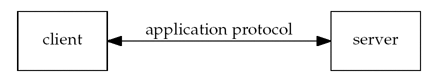 client
application protocol
server